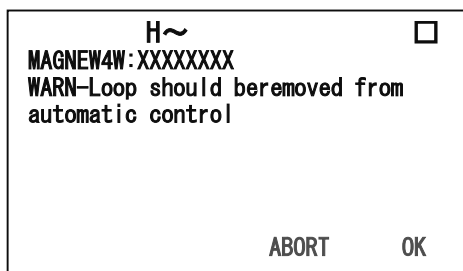 H~
MAGNEW4W:XXXXXXXX
WARN-Loop should beremoved from
automatic control
ABORT OK